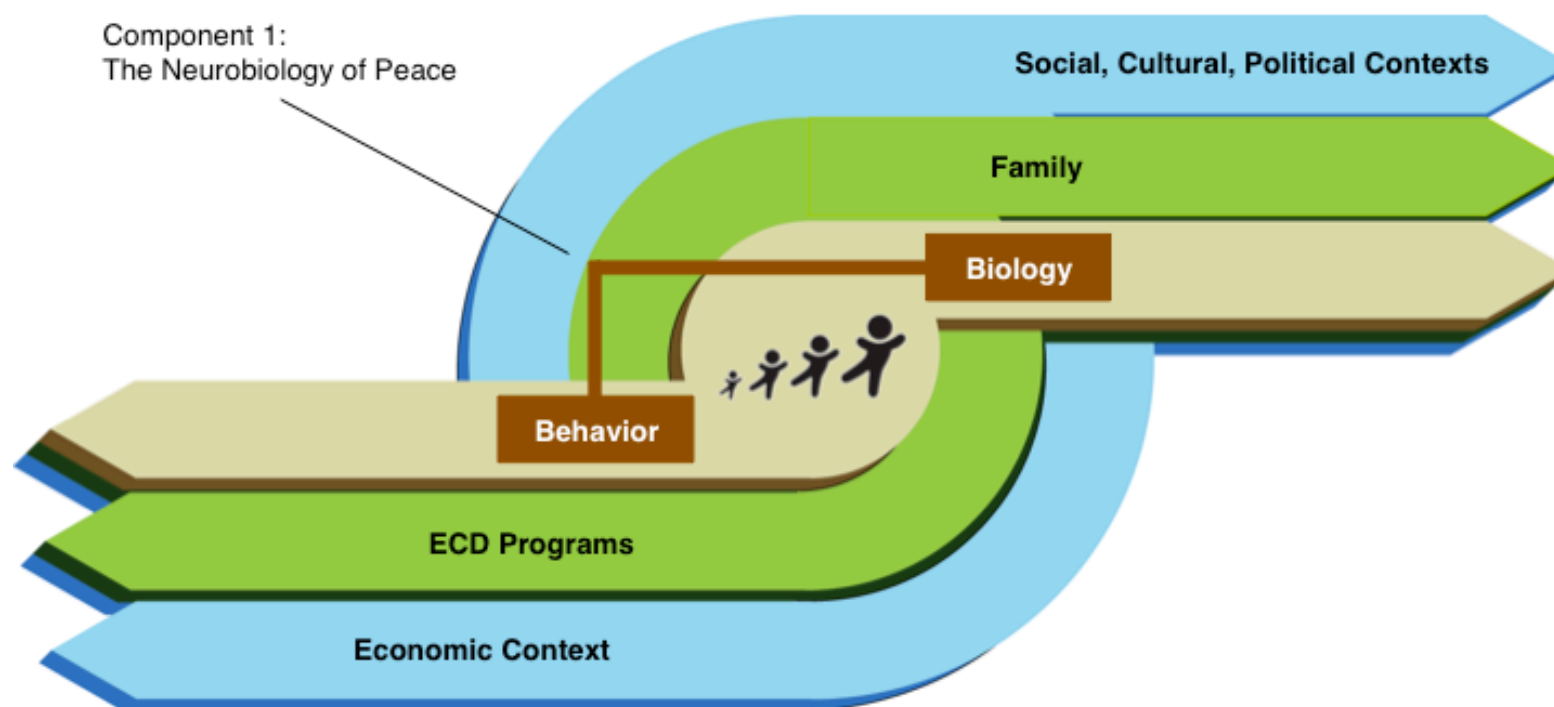 Component 1:
The Neurobiology of Peace
Social, Cultural, Political Contexts
Family
Biology
Behavior
ECD Programs
Economic Context